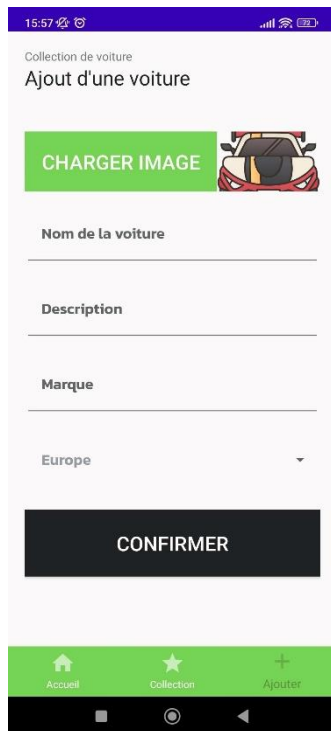 15:57
Collection de voiture
Ajout d'une voiture
CHARGER IMAGE
Nom de la voiture
Description
Marque
Europe
CONFIRMER
Accueil
Collection
Ajouter